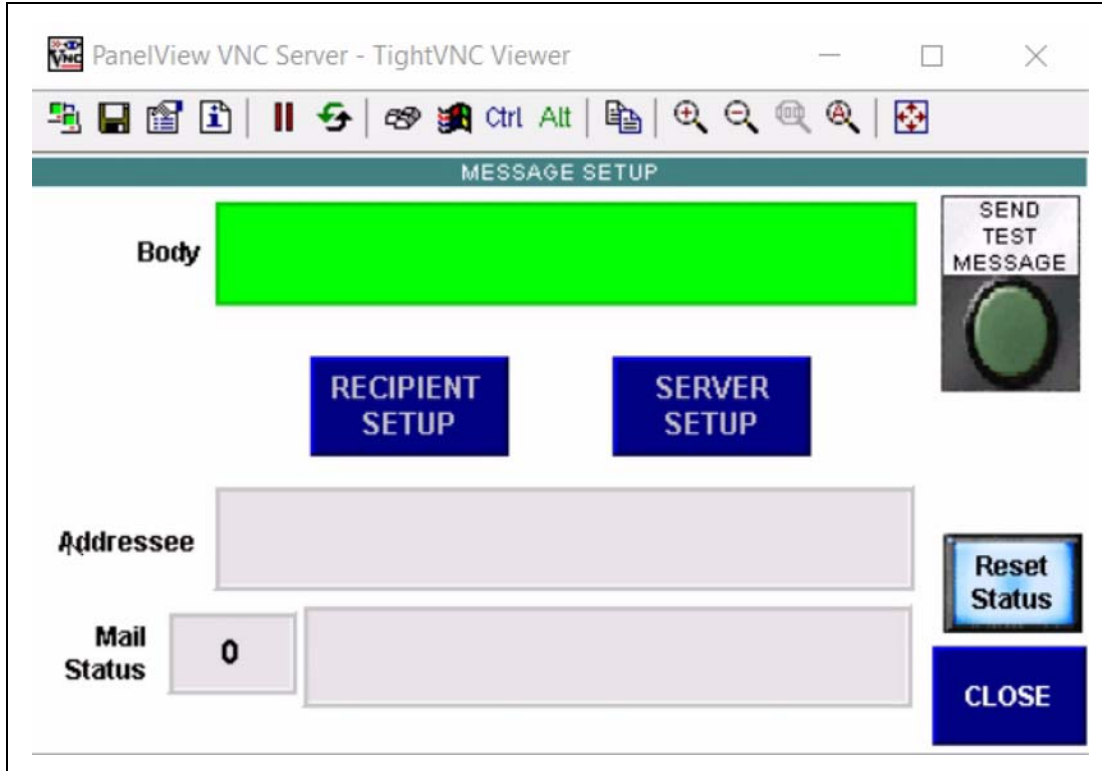 PanelView VNC Server - TightVNC Viewer
Ctrl Alt
MESSAGE SETUP
Body
SEND
TEST
MESSAGE
RECIPIENT
SETUP
SERVER
SETUP
Addressee
Reset
Status
Mail
Status
0
CLOSE